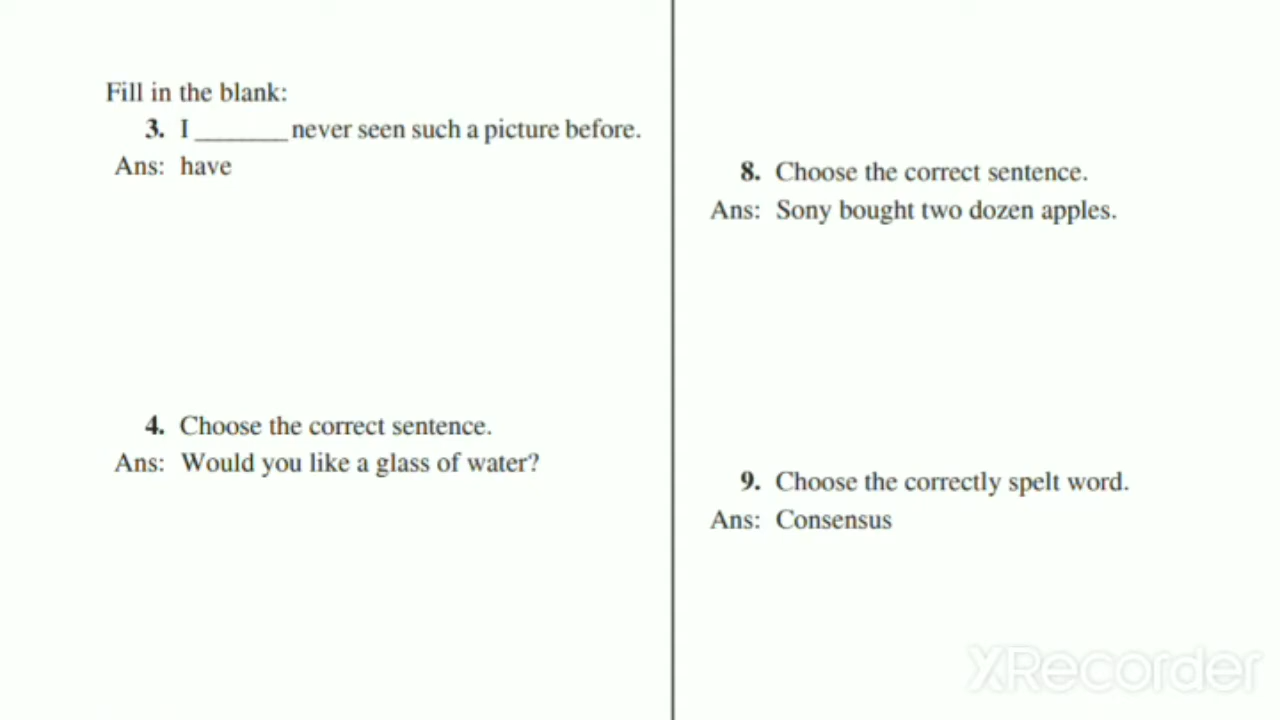 Fill in the blank:
3. I _______ never seen such a picture before.
Ans: have
4. Choose the correct sentence.
Ans: Would you like a glass of water?
8. Choose the correct sentence.
Ans: Sony bought two dozen apples.
9. Choose the correctly spelt word.
Ans: Consensus
XRecorder